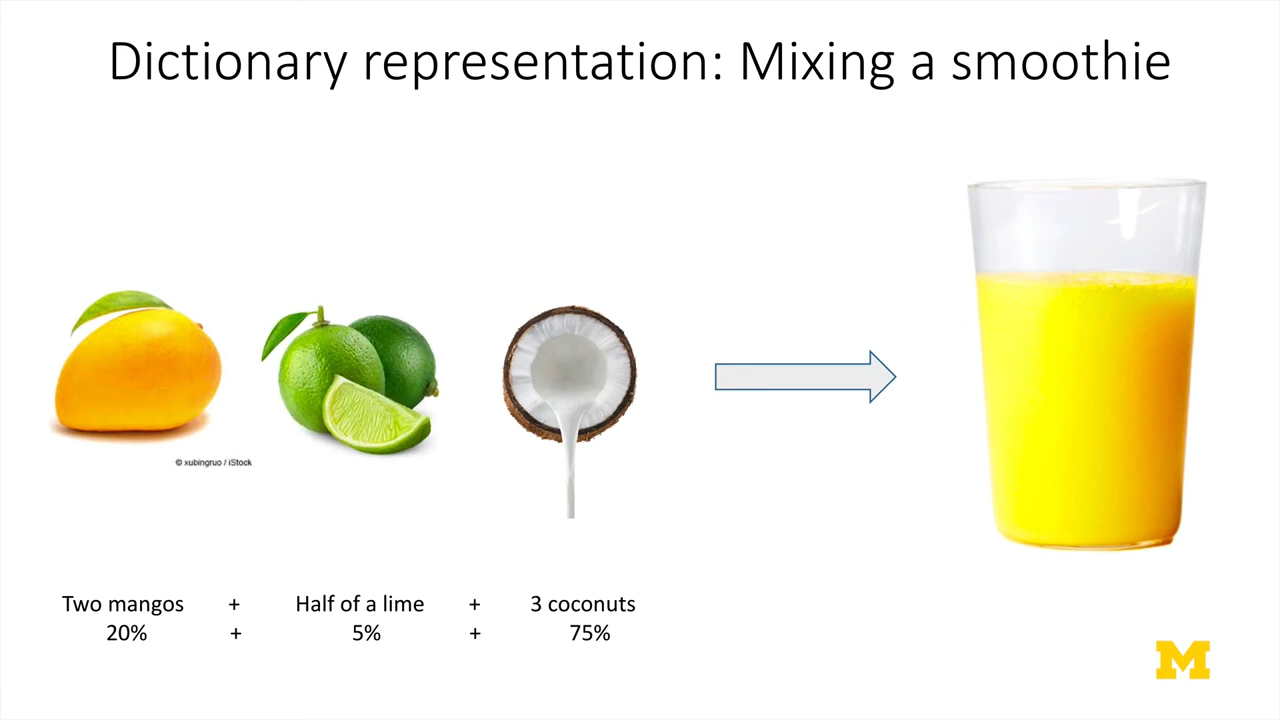 Dictionary representation: Mixing a smoothie
© xubingruo / iStock
Two mangos + Half of a lime + 3 coconuts
20% + 5% + 75%
M